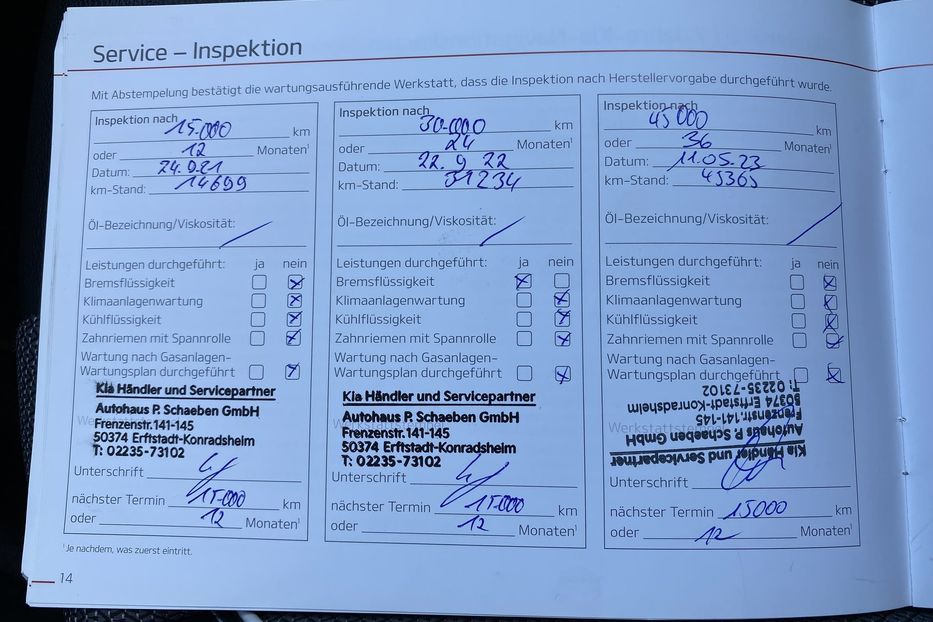 Service – Inspektion
Mit Abstempelung bestätigt die wartungsausführende Werkstatt, dass die Inspektion nach Herstellervorgabe durchgeführt wurde.
Inspektion nach 15.000 km
oder 12 Monaten¹
Datum: 24.9.21
km-Stand: 14699
Öl-Bezeichnung/Viskosität:
Leistungen durchgeführt: ja nein
Bremsflüssigkeit
Klimaanlagenwartung
Kühlflüssigkeit
Zahnriemen mit Spannrolle
Wartung nach Gasanlagen-
Wartungsplan durchgeführt
Kia Händler und Servicepartner
Autohaus P. Schaeben GmbH
Frenzenstr. 141-145
50374 Erftstadt-Konradsheim
T: 02235-73102
Unterschrift
nächster Termin 15.000 km
oder 12 Monaten¹
Inspektion nach 30.000 km
oder 24 Monaten¹
Datum: 22.9.22
km-Stand: 31234
Öl-Bezeichnung/Viskosität:
Leistungen durchgeführt: ja nein
Bremsflüssigkeit
Klimaanlagenwartung
Kühlflüssigkeit
Zahnriemen mit Spannrolle
Wartung nach Gasanlagen-
Wartungsplan durchgeführt
Kia Händler und Servicepartner
Autohaus P. Schaeben GmbH
Frenzenstr. 141-145
50374 Erftstadt-Konradsheim
T: 02235-73102
Unterschrift
nächster Termin 15.000 km
oder 12 Monaten¹
Inspektion nach 45000 km
oder 36 Monaten¹
Datum: 11.05.23
km-Stand: 45365
Öl-Bezeichnung/Viskosität:
Leistungen durchgeführt: ja nein
Bremsflüssigkeit
Klimaanlagenwartung
Kühlflüssigkeit
Zahnriemen mit Spannrolle
Wartung nach Gasanlagen-
Wartungsplan durchgeführt
Kia Händler und Servicepartner
Autohaus P. Schaeben GmbH
Frenzenstr. 141-145
50374 Erftstadt-Konradsheim
T: 02235-73102
Unterschrift
nächster Termin 15000 km
oder 12 Monaten¹
¹Je nachdem, was zuerst eintritt.
14